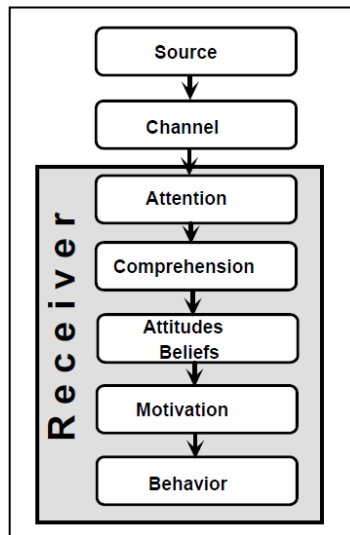 Source
Channel
Receiver
Attention
Comprehension
Attitudes
Beliefs
Motivation
Behavior